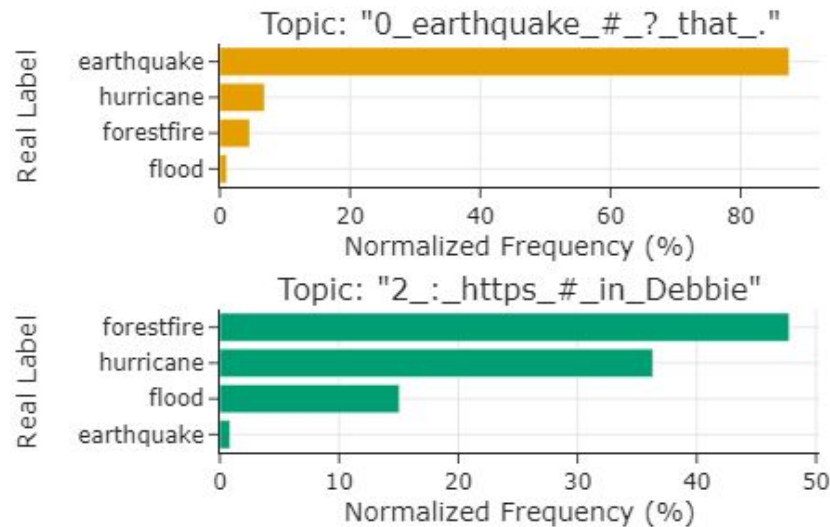 Topic: "0_earthquake_#_?_that_."
Real Label
earthquake
hurricane
forestfire
flood
0 20 40 60 80
Normalized Frequency (%)
Topic: "2_:_https_#_in_Debbie"
Real Label
forestfire
hurricane
flood
earthquake
0 10 20 30 40 50
Normalized Frequency (%)